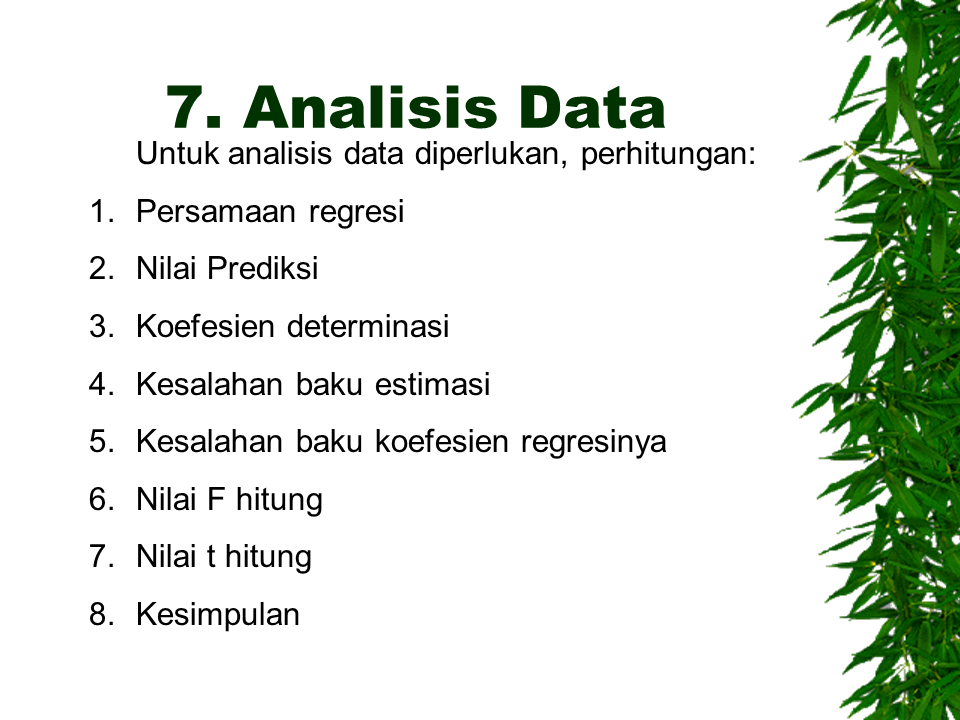 7. Analisis Data
Untuk analisis data diperlukan, perhitungan:
1. Persamaan regresi
2. Nilai Prediksi
3. Koefesien determinasi
4. Kesalahan baku estimasi
5. Kesalahan baku koefesien regresinya
6. Nilai F hitung
7. Nilai t hitung
8. Kesimpulan